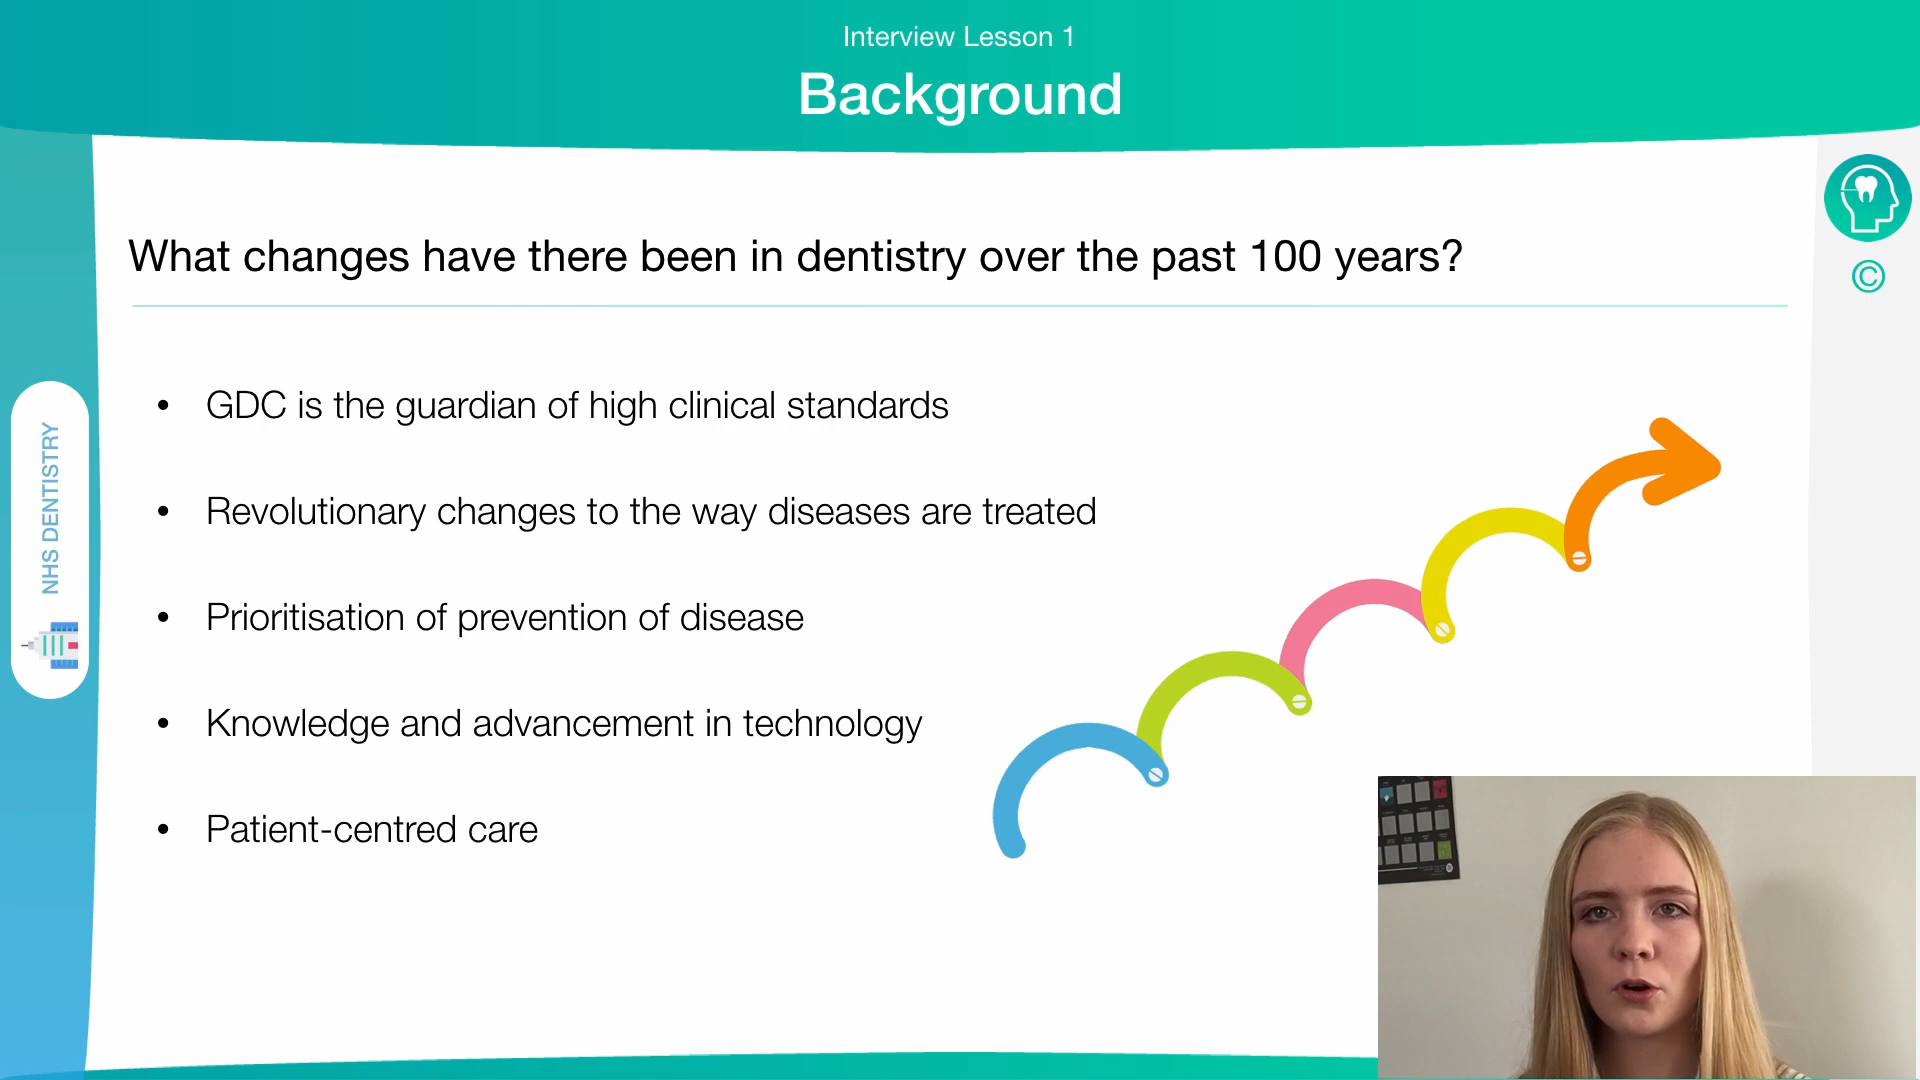 Interview Lesson 1
Background
What changes have there been in dentistry over the past 100 years?
• GDC is the guardian of high clinical standards
• Revolutionary changes to the way diseases are treated
• Prioritisation of prevention of disease
• Knowledge and advancement in technology
• Patient-centred care
NHS DENTISTRY
©